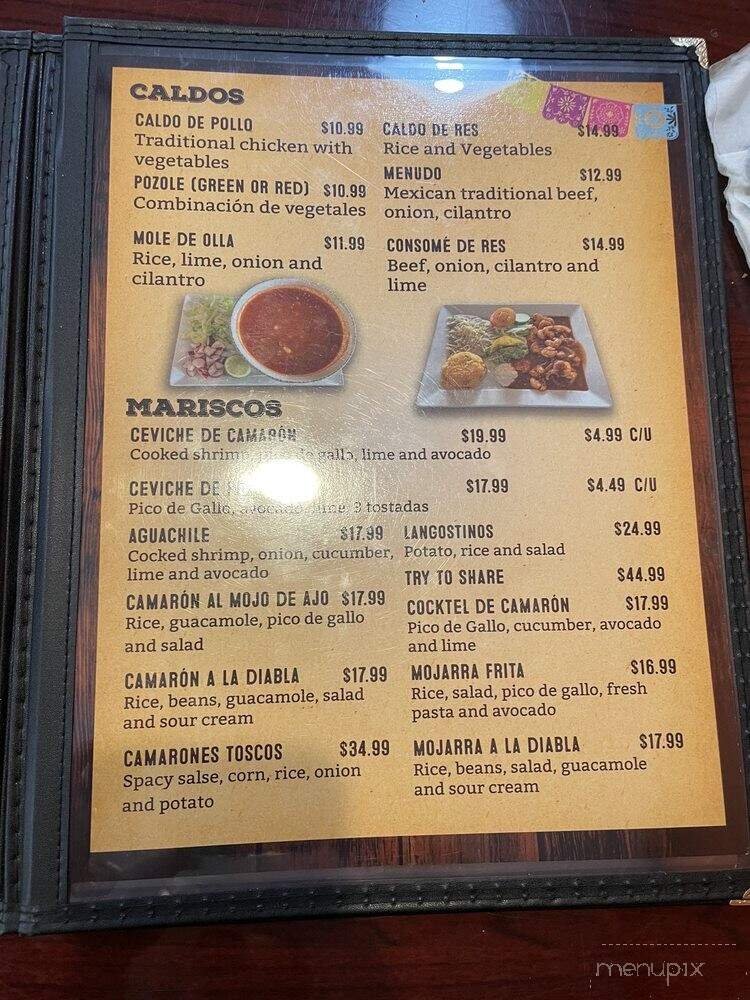 CALDOS
CALDO DE POLLO $10.99
Traditional chicken with
vegetables
POZOLE (GREEN OR RED) $10.99
Combinación de vegetales
MOLE DE OLLA $11.99
Rice, lime, onion and
cilantro
CALDO DE RES $14.99
Rice and Vegetables
MENUDO $12.99
Mexican traditional beef,
onion, cilantro
CONSOMÉ DE RES $14.99
Beef, onion, cilantro and
lime
MARISCOS
CEVICHE DE CAMARÓN $19.99 $4.99 C/U
Cooked shrimp, pico de gallo, lime and avocado
CEVICHE DE $17.99 $4.49 C/U
Pico de Gallo, avocado, lime, 3 tostadas
AGUACHILE $17.99
Cocked shrimp, onion, cucumber,
lime and avocado
CAMARÓN AL MOJO DE AJO $17.99
Rice, guacamole, pico de gallo
and salad
CAMARÓN A LA DIABLA $17.99
Rice, beans, guacamole, salad
and sour cream
CAMARONES TOSCOS $34.99
Spacy salse, corn, rice, onion
and potato
LANGOSTINOS $24.99
Potato, rice and salad
TRY TO SHARE $44.99
COCKTEL DE CAMARÓN $17.99
Pico de Gallo, cucumber, avocado
and lime
MOJARRA FRITA $16.99
Rice, salad, pico de gallo, fresh
pasta and avocado
MOJARRA A LA DIABLA $17.99
Rice, beans, salad, guacamole
and sour cream
menupix